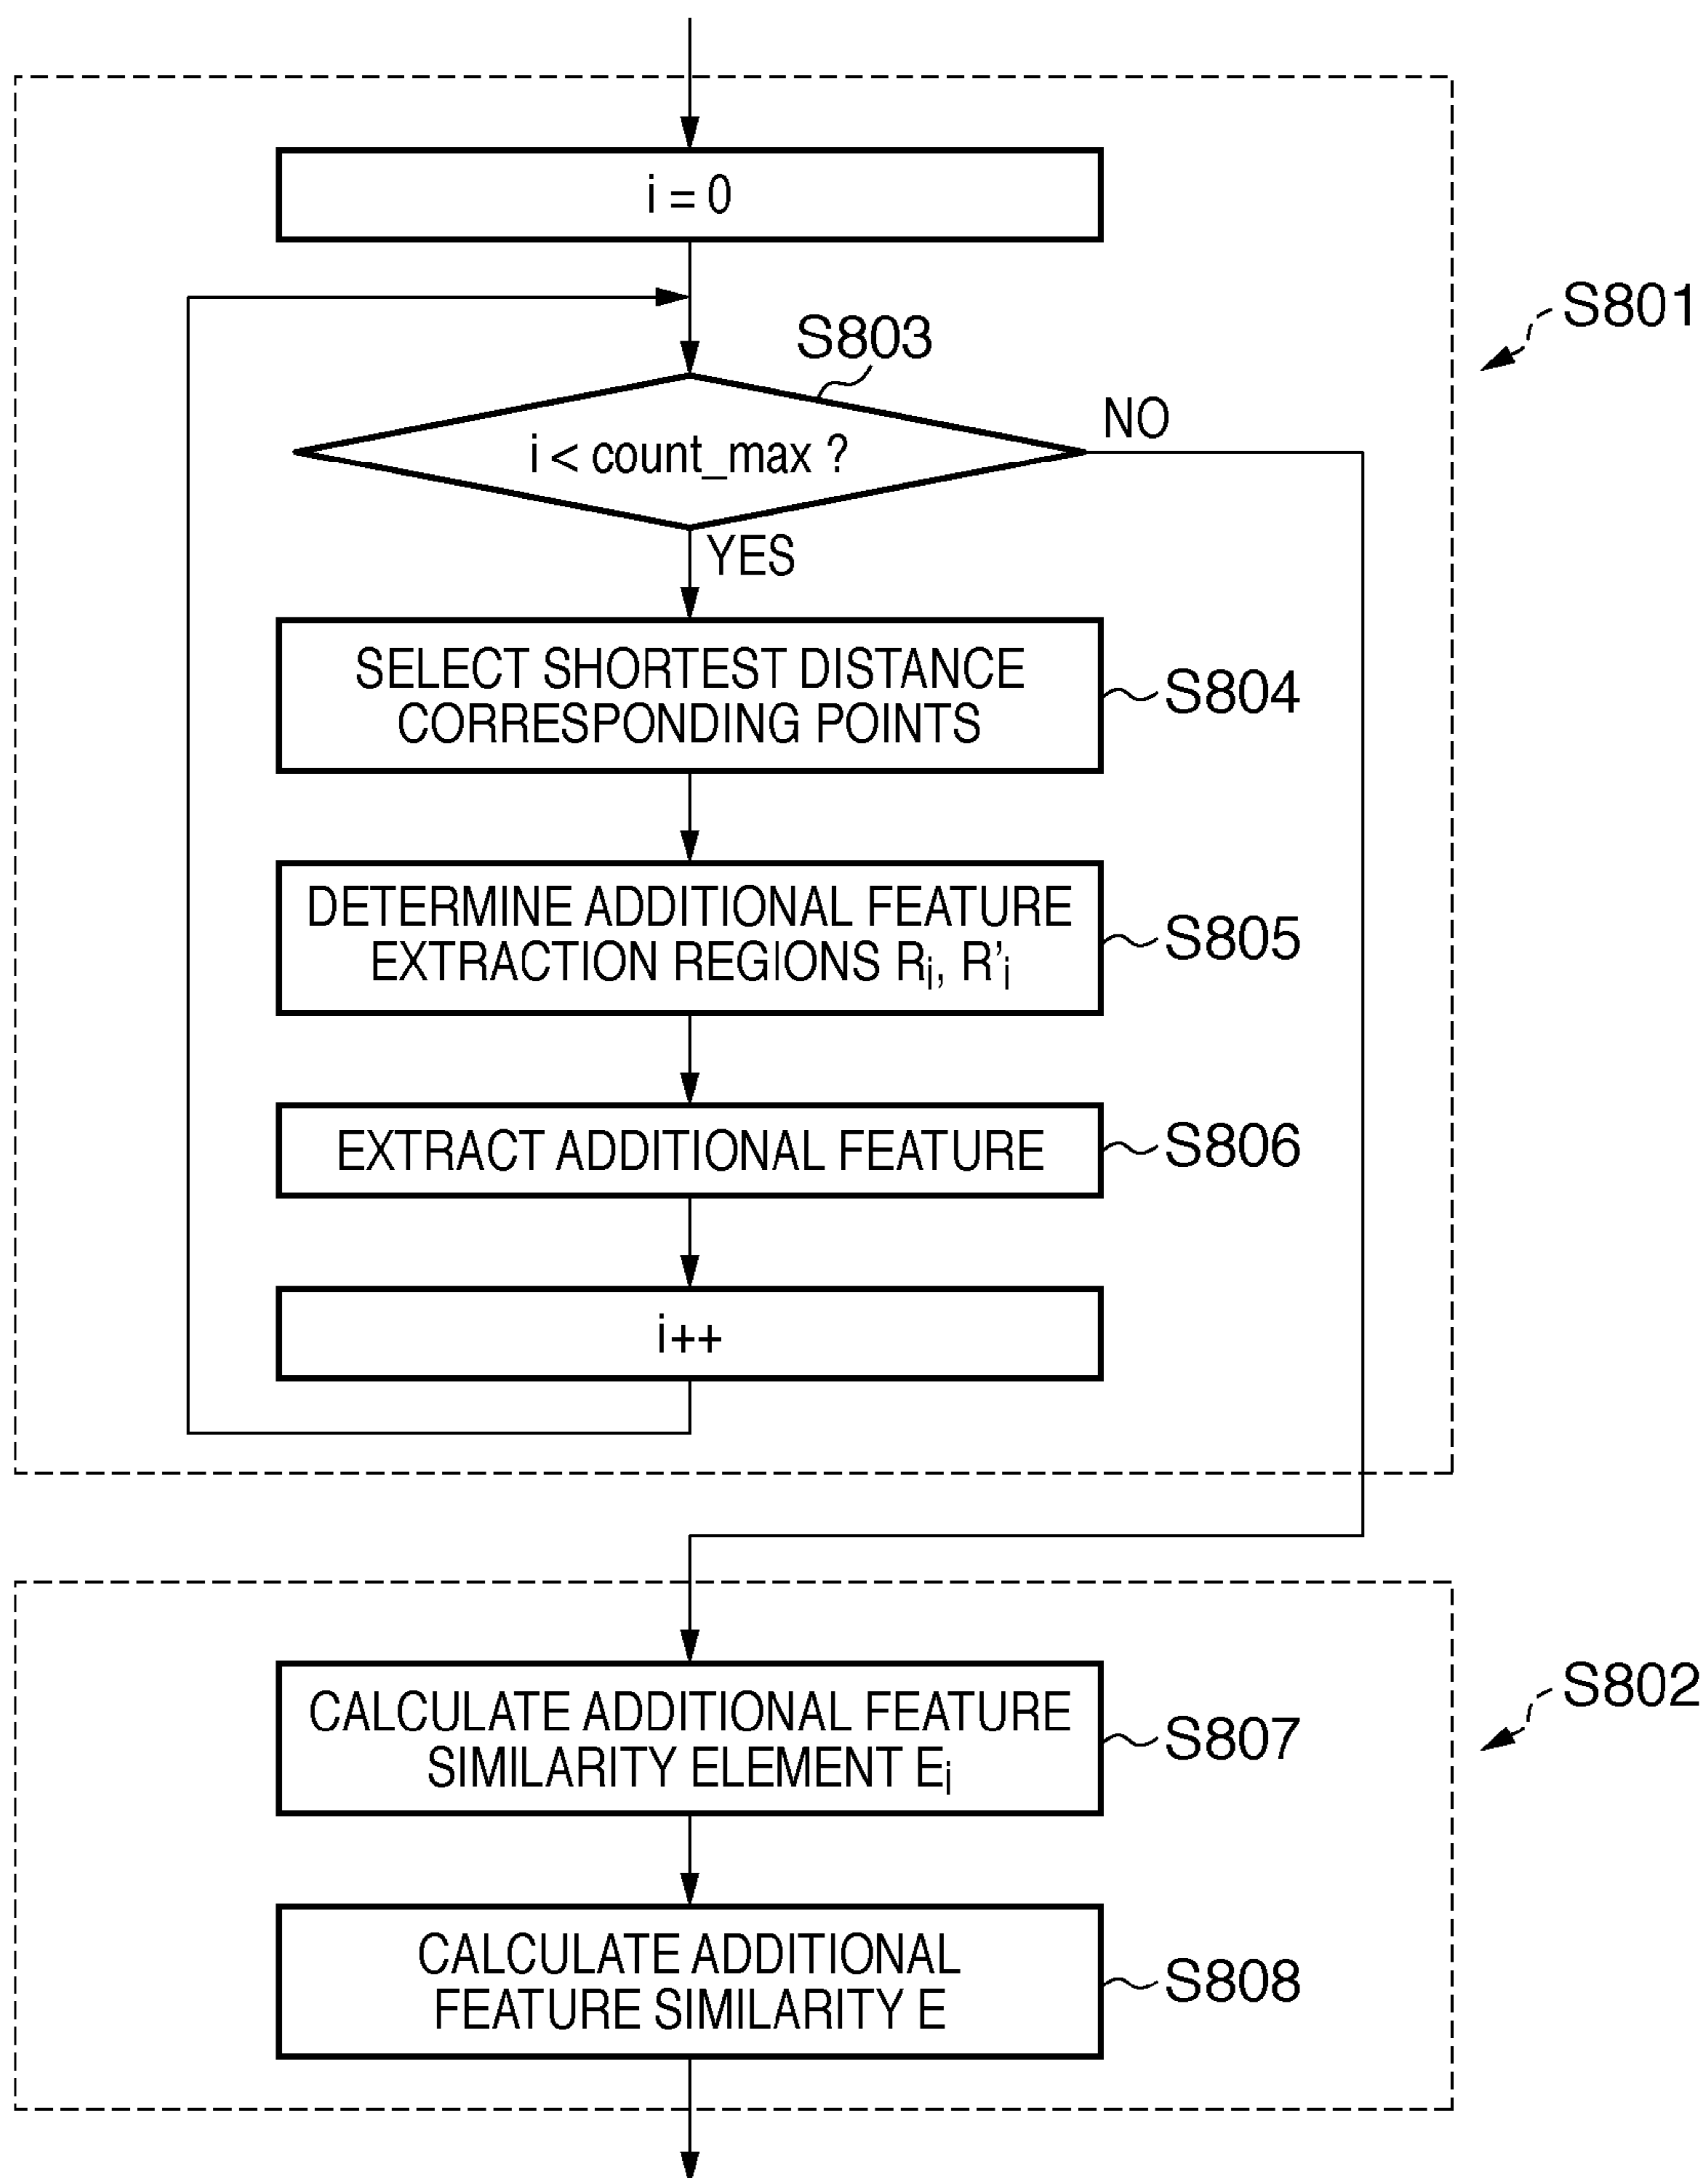 i = 0
S801
S803
i < count_max ?
NO
YES
SELECT SHORTEST DISTANCE
CORRESPONDING POINTS
S804
DETERMINE ADDITIONAL FEATURE
EXTRACTION REGIONS Ri, R'i
S805
EXTRACT ADDITIONAL FEATURE
S806
i++
CALCULATE ADDITIONAL FEATURE
SIMILARITY ELEMENT Ei
S807
S802
CALCULATE ADDITIONAL
FEATURE SIMILARITY E
S808